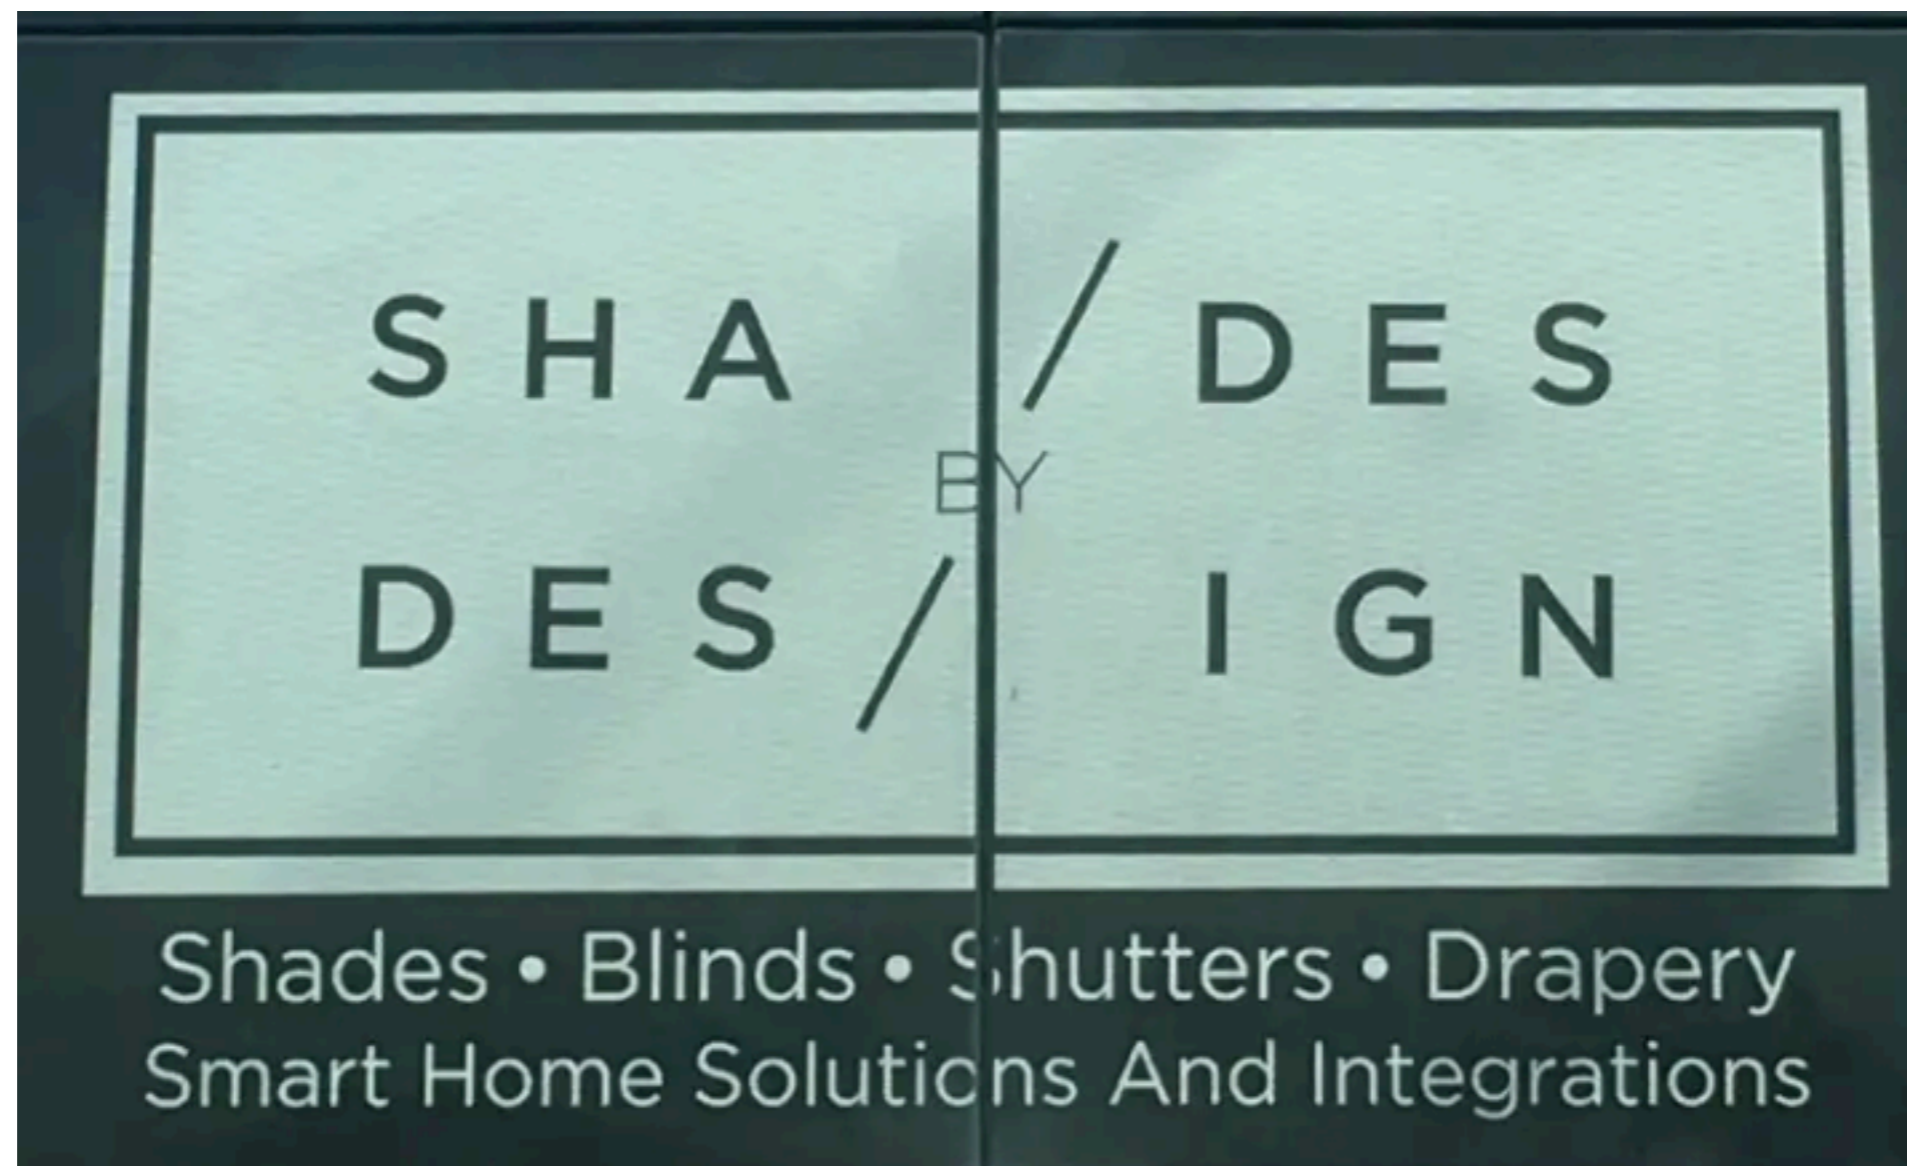 SHA / DES
BY
DES / IGN
Shades • Blinds • Shutters • Drapery
Smart Home Solutions And Integrations